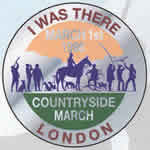 I WAS THERE
March 1st
COUNTRYSIDE
MARCH
LONDON